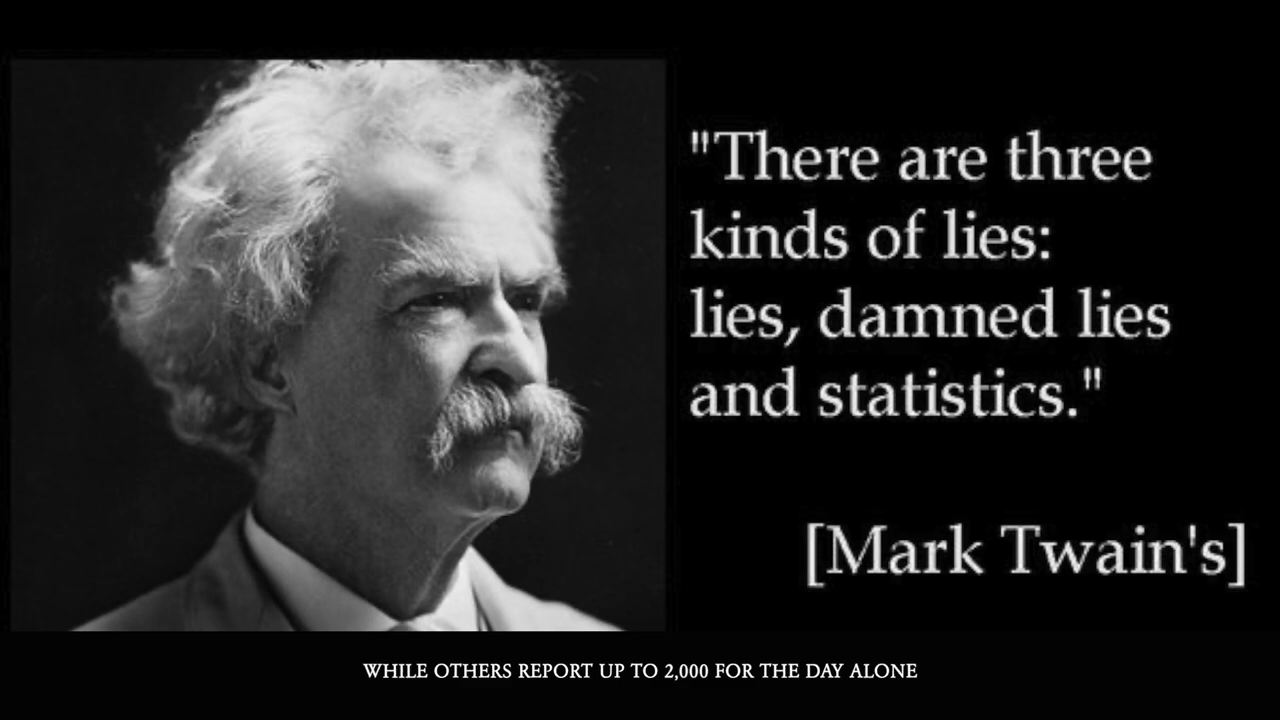 "There are three
kinds of lies:
lies, damned lies
and statistics."
[Mark Twain's]
WHILE OTHERS REPORT UP TO 2,000 FOR THE DAY ALONE